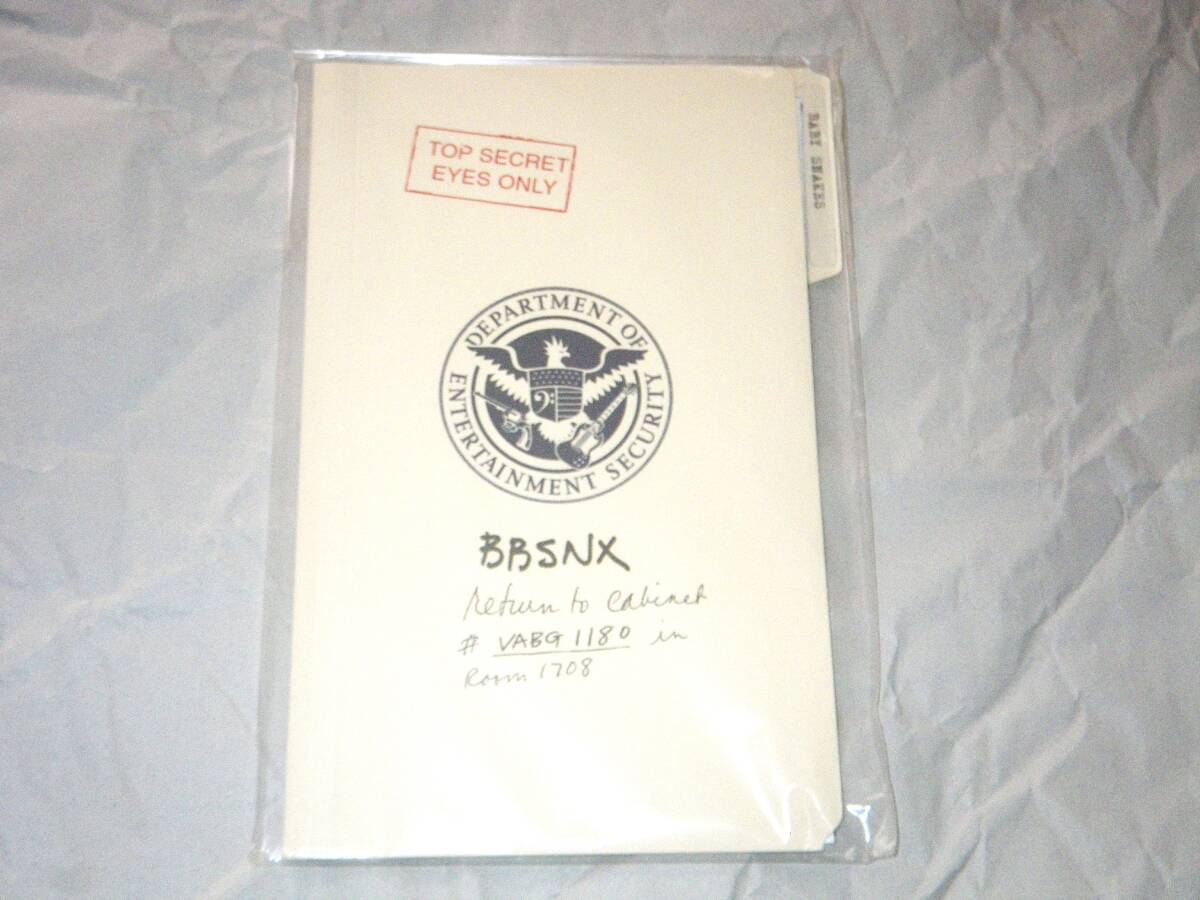 TOP SECRET
EYES ONLY
BABY SHAKES
DEPARTMENT OF
ENTERTAINMENT SECURITY
BBSNX
Return to cabinet
# VABG 1180 in
Room 1708